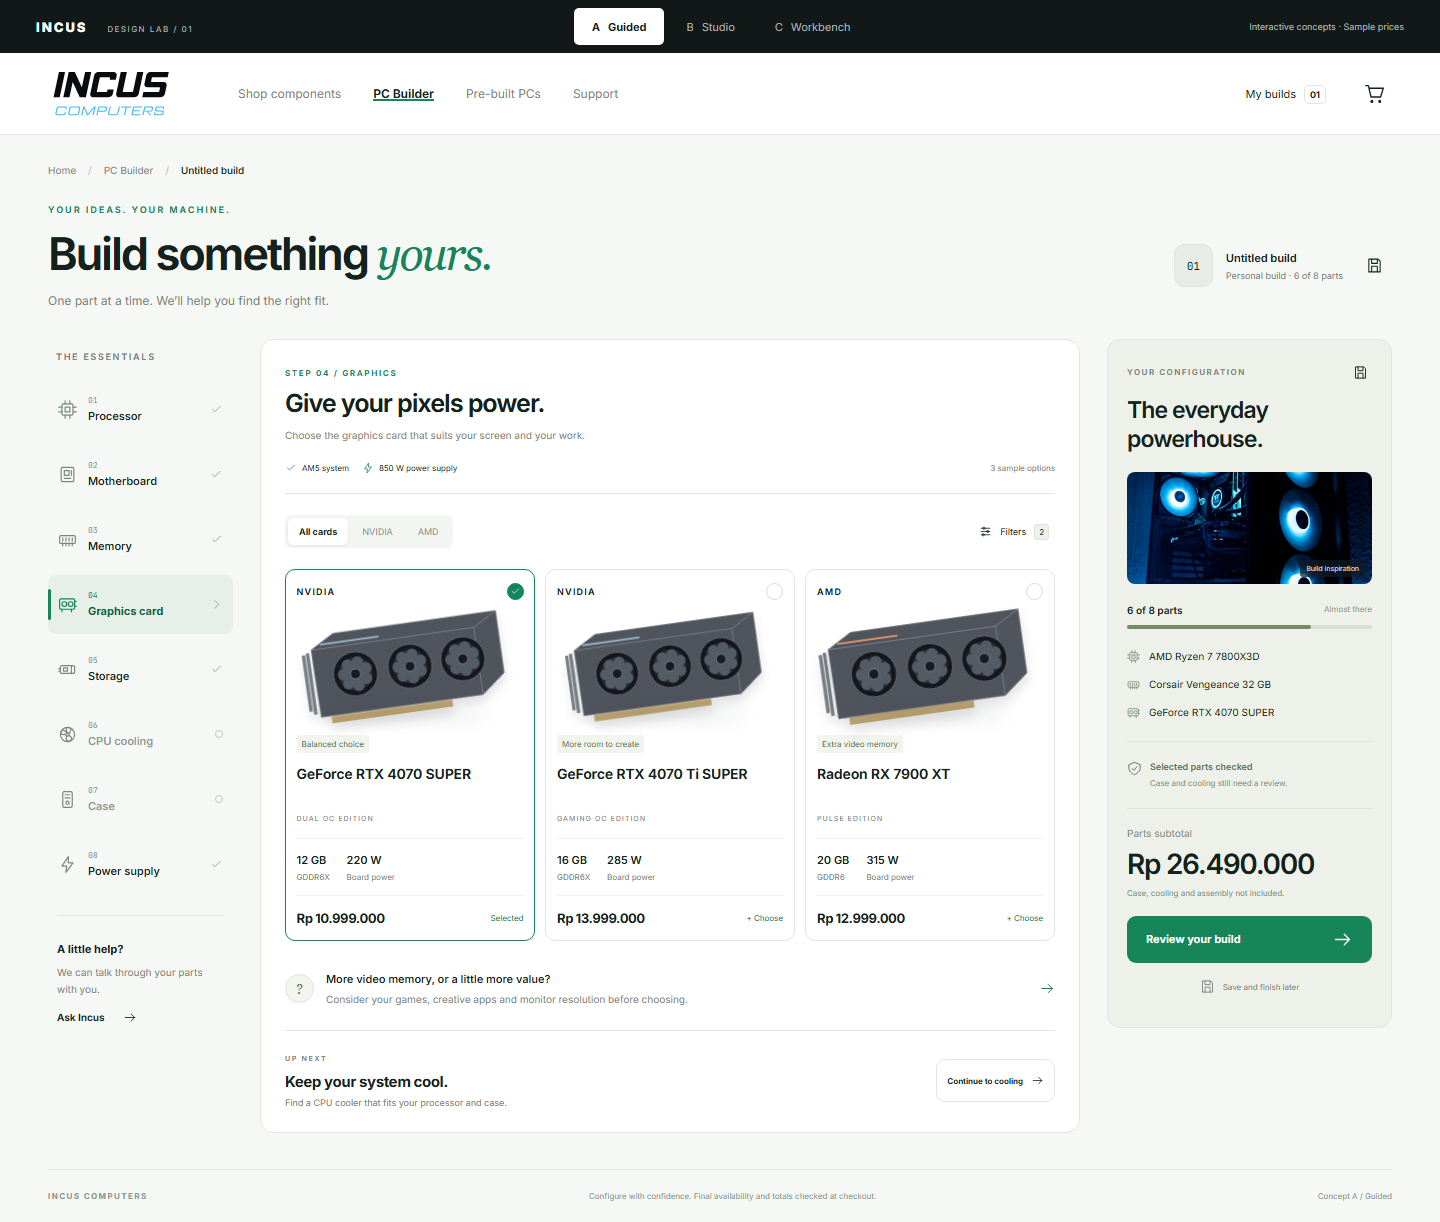 INCUS DESIGN LAB / 01
A Guided
B Studio
C Workbench
Interactive concepts · Sample prices
INCUS
COMPUTERS
Shop components
PC Builder
Pre-built PCs
Support
My builds 01
Home / PC Builder / Untitled build
YOUR IDEAS. YOUR MACHINE.
Build something yours.
One part at a time. We'll help you find the right fit.
01
Untitled build
Personal build · 6 of 8 parts
THE ESSENTIALS
01
Processor
02
Motherboard
03
Memory
04
Graphics card
05
Storage
06
CPU cooling
07
Case
08
Power supply
A little help?
We can talk through your parts
with you.
Ask Incus
STEP 04 / GRAPHICS
Give your pixels power.
Choose the graphics card that suits your screen and your work.
AM5 system
850 W power supply
3 sample options
All cards
NVIDIA
AMD
Filters 2
NVIDIA
Balanced choice
GeForce RTX 4070 SUPER
DUAL OC EDITION
12 GB 220 W
GDDR6X Board power
Rp 10.999.000 Selected
NVIDIA
More room to create
GeForce RTX 4070 Ti SUPER
GAMING OC EDITION
16 GB 285 W
GDDR6X Board power
Rp 13.999.000 + Choose
AMD
Extra video memory
Radeon RX 7900 XT
PULSE EDITION
20 GB 315 W
GDDR6 Board power
Rp 12.999.000 + Choose
?
More video memory, or a little more value?
Consider your games, creative apps and monitor resolution before choosing.
UP NEXT
Keep your system cool.
Find a CPU cooler that fits your processor and case.
Continue to cooling
YOUR CONFIGURATION
The everyday
powerhouse.
Build inspiration
6 of 8 parts Almost there
AMD Ryzen 7 7800X3D
Corsair Vengeance 32 GB
GeForce RTX 4070 SUPER
Selected parts checked
Case and cooling still need a review.
Parts subtotal
Rp 26.490.000
Case, cooling and assembly not included.
Review your build
Save and finish later
INCUS COMPUTERS
Configure with confidence. Final availability and totals checked at checkout.
Concept A / Guided